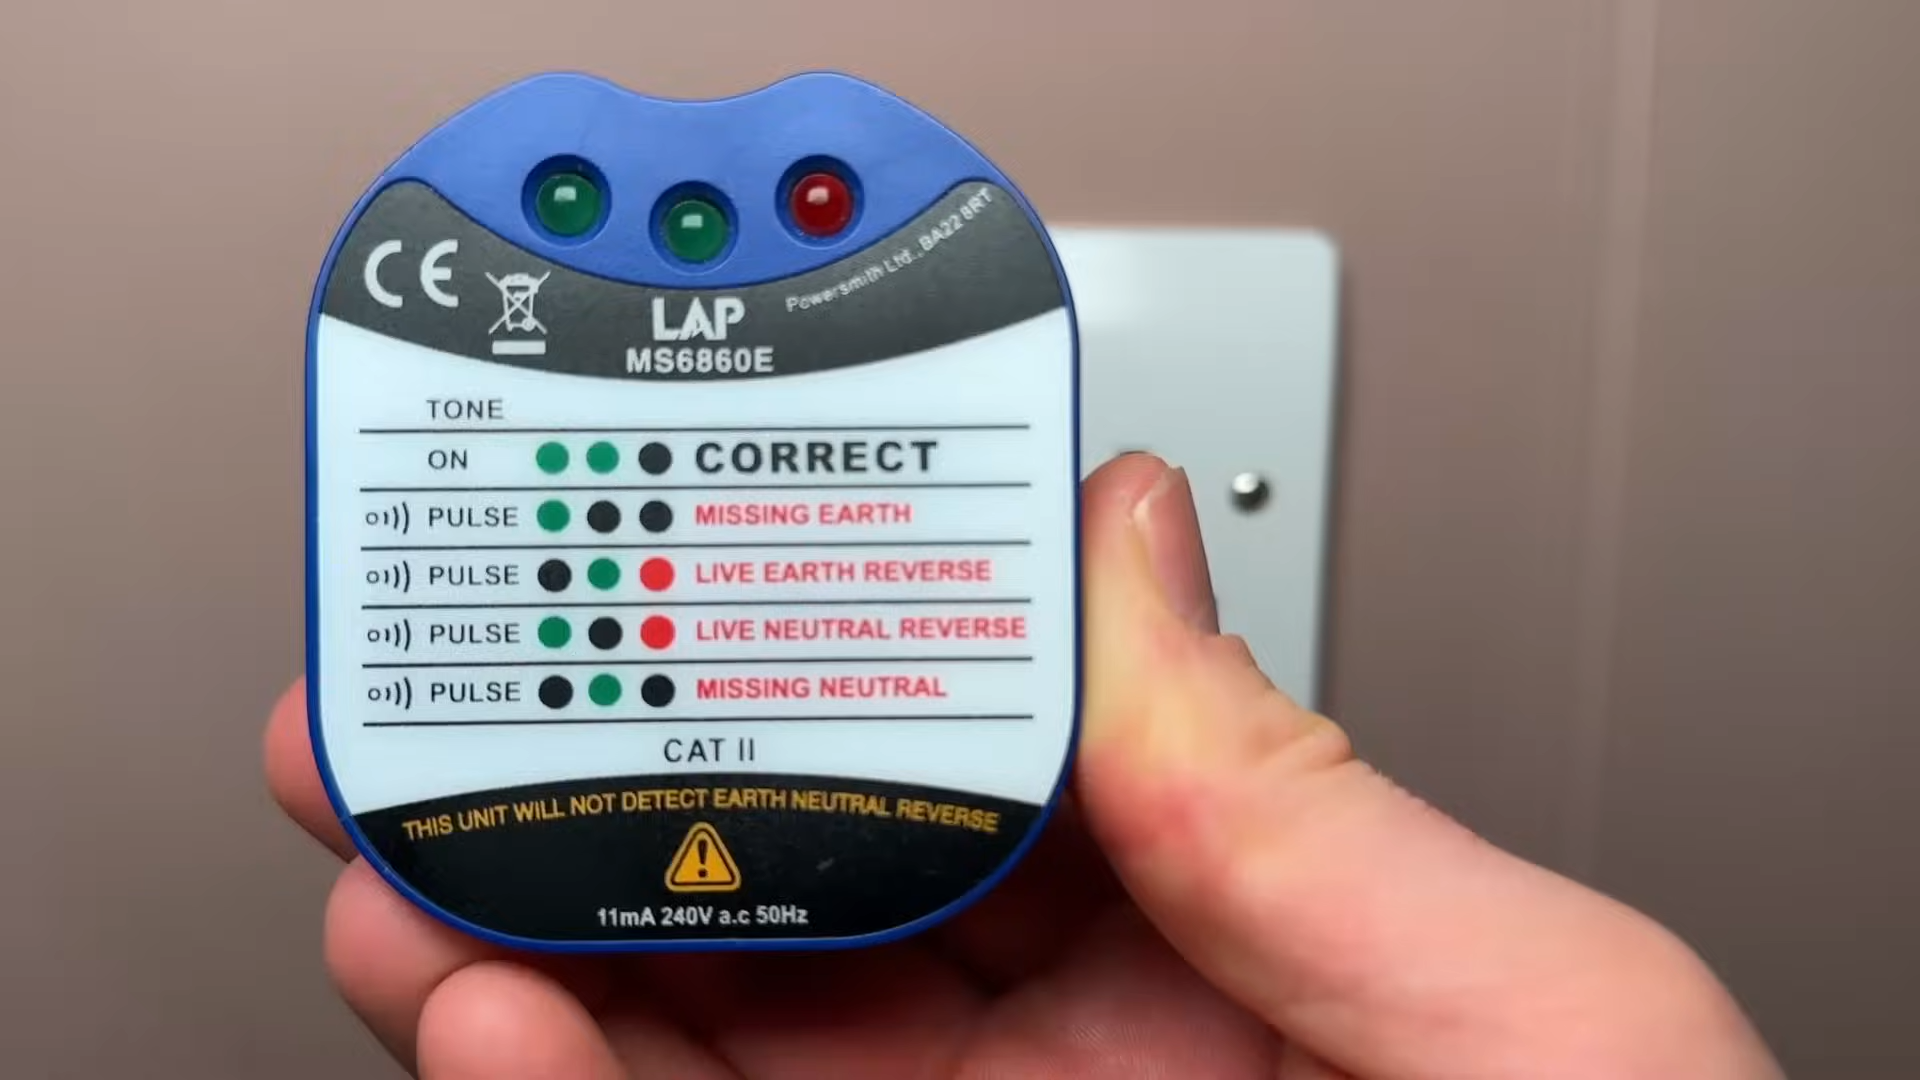 CE
Powersmith Ltd., BA22 8RT
LAP
MS6860E
TONE
ON CORRECT
PULSE MISSING EARTH
PULSE LIVE EARTH REVERSE
PULSE LIVE NEUTRAL REVERSE
PULSE MISSING NEUTRAL
CAT II
THIS UNIT WILL NOT DETECT EARTH NEUTRAL REVERSE
11mA 240V a.c 50Hz